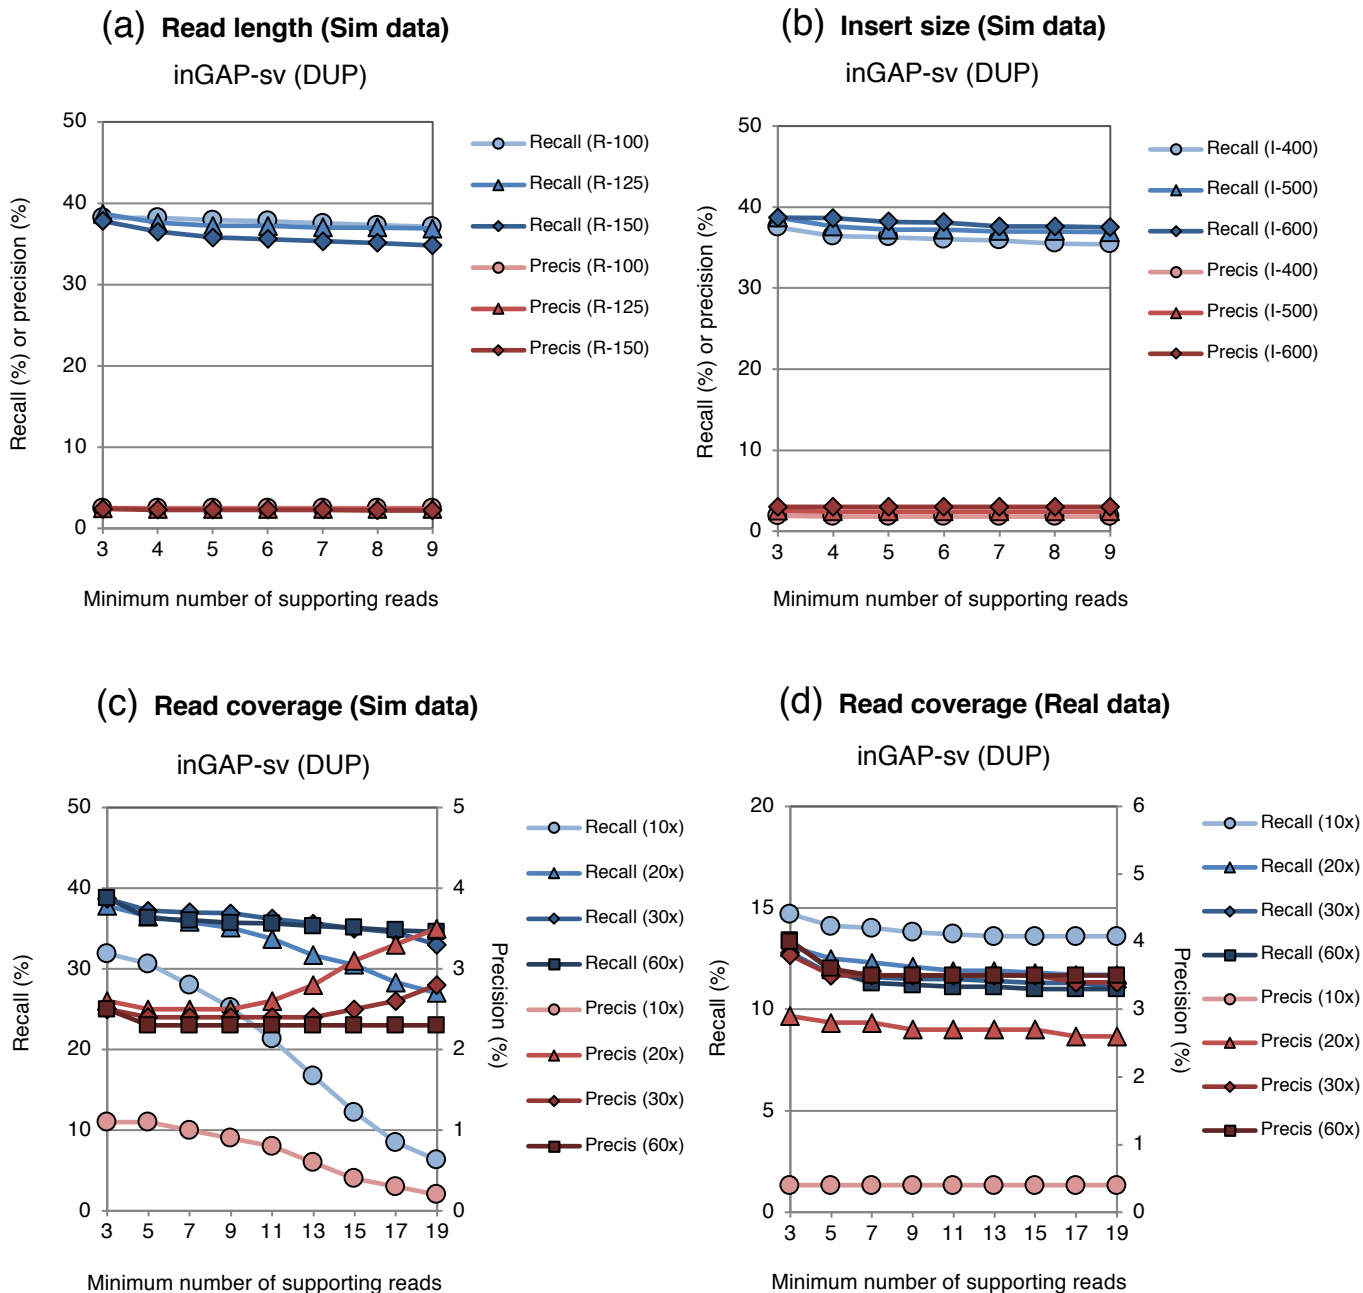 (a) Read length (Sim data)
inGAP-sv (DUP)
50
40
30
20
10
0
3 4 5 6 7 8 9
Recall (%) or precision (%)
Minimum number of supporting reads
Recall (R-100)
Recall (R-125)
Recall (R-150)
Precis (R-100)
Precis (R-125)
Precis (R-150)
(b) Insert size (Sim data)
inGAP-sv (DUP)
50
40
30
20
10
0
3 4 5 6 7 8 9
Recall (%) or precision (%)
Minimum number of supporting reads
Recall (I-400)
Recall (I-500)
Recall (I-600)
Precis (I-400)
Precis (I-500)
Precis (I-600)
(c) Read coverage (Sim data)
inGAP-sv (DUP)
50
40
30
20
10
0
5
4
3
2
1
0
3 5 7 9 11 13 15 17 19
Recall (%)
Precision (%)
Minimum number of supporting reads
Recall (10x)
Recall (20x)
Recall (30x)
Recall (60x)
Precis (10x)
Precis (20x)
Precis (30x)
Precis (60x)
(d) Read coverage (Real data)
inGAP-sv (DUP)
20
15
10
5
0
6
5
4
3
2
1
0
3 5 7 9 11 13 15 17 19
Recall (%)
Precision (%)
Minimum number of supporting reads
Recall (10x)
Recall (20x)
Recall (30x)
Recall (60x)
Precis (10x)
Precis (20x)
Precis (30x)
Precis (60x)